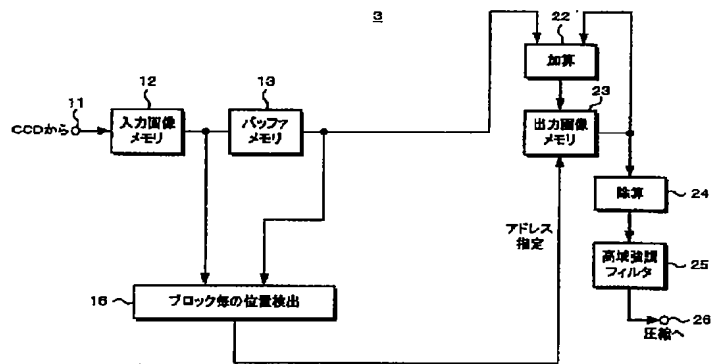 3
22
加算
23
出力画像
メモリ
12
入力画像
メモリ
13
バッファ
メモリ
11
CCDから
除算
24
アドレス
指定
高域強調
フィルタ
25
16
ブロック毎の位置検出
26
圧縮へ